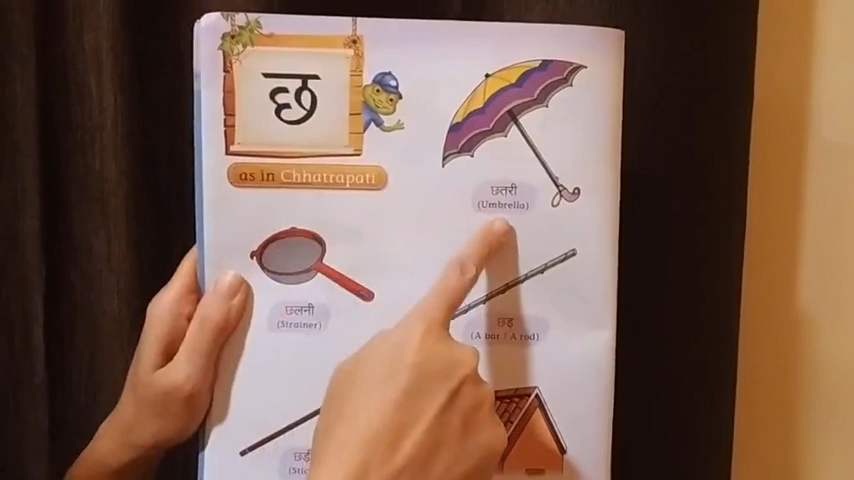 छ
as in Chhatrapati
छतरी
(Umbrella)
छलनी
(Strainer)
छड़
(A bar / A rod)